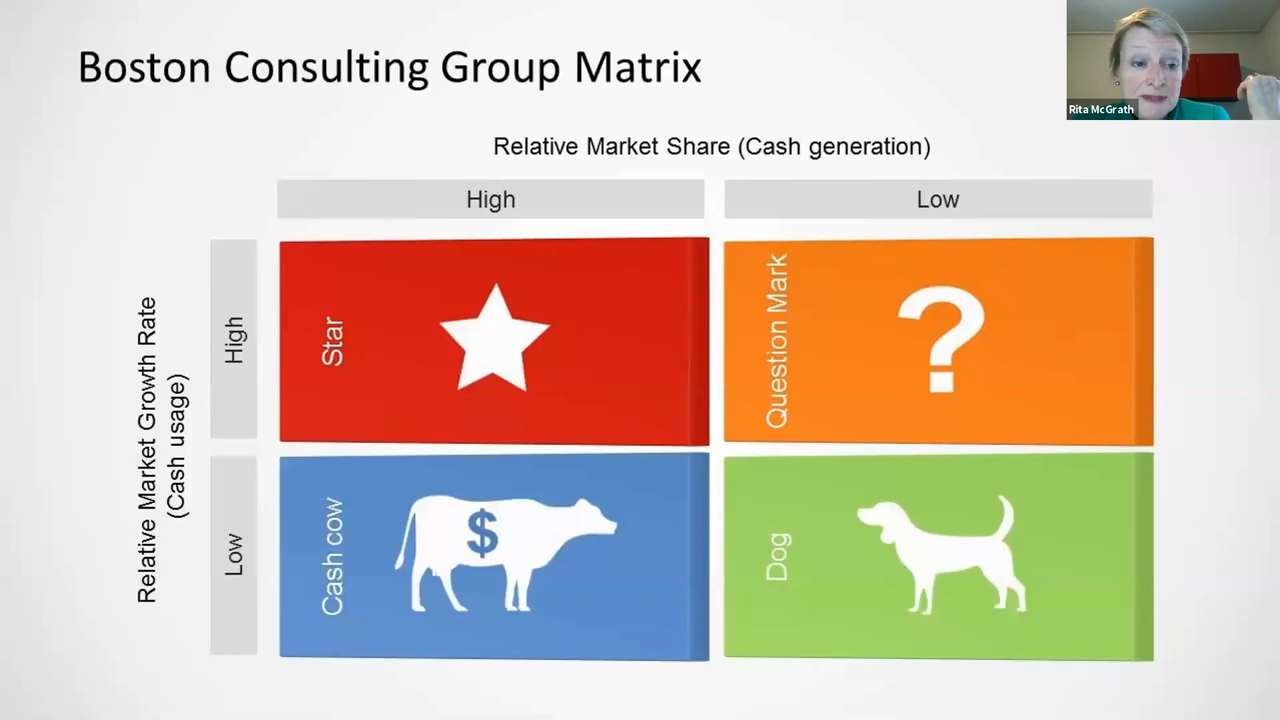 Boston Consulting Group Matrix
Rita McGrath
Relative Market Share (Cash generation)
High
Low
Relative Market Growth Rate
(Cash usage)
High
Star
?
Question Mark
Low
Cash cow
$
Dog